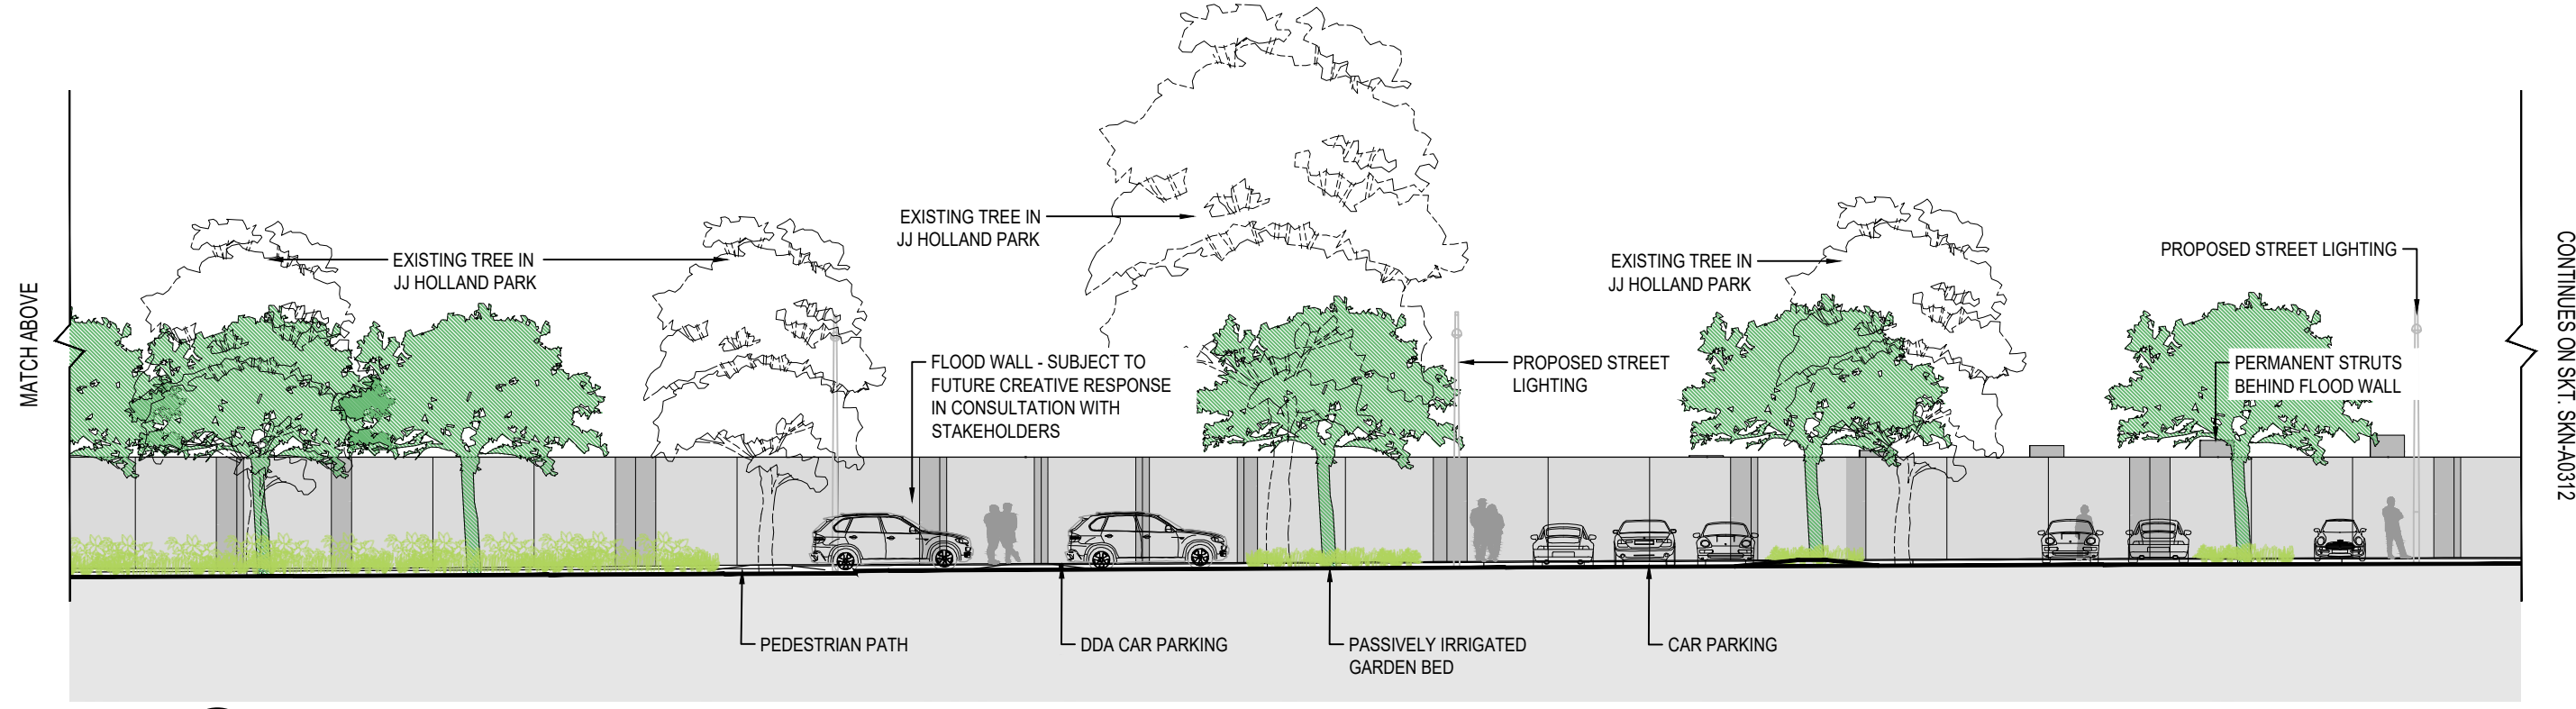 MATCH ABOVE
EXISTING TREE IN
JJ HOLLAND PARK
EXISTING TREE IN
JJ HOLLAND PARK
FLOOD WALL - SUBJECT TO
FUTURE CREATIVE RESPONSE
IN CONSULTATION WITH
STAKEHOLDERS
PROPOSED STREET
LIGHTING
EXISTING TREE IN
JJ HOLLAND PARK
PROPOSED STREET LIGHTING
PERMANENT STRUTS
BEHIND FLOOD WALL
CONTINUES ON SKT. SKN-A0312
PEDESTRIAN PATH
DDA CAR PARKING
PASSIVELY IRRIGATED
GARDEN BED
CAR PARKING